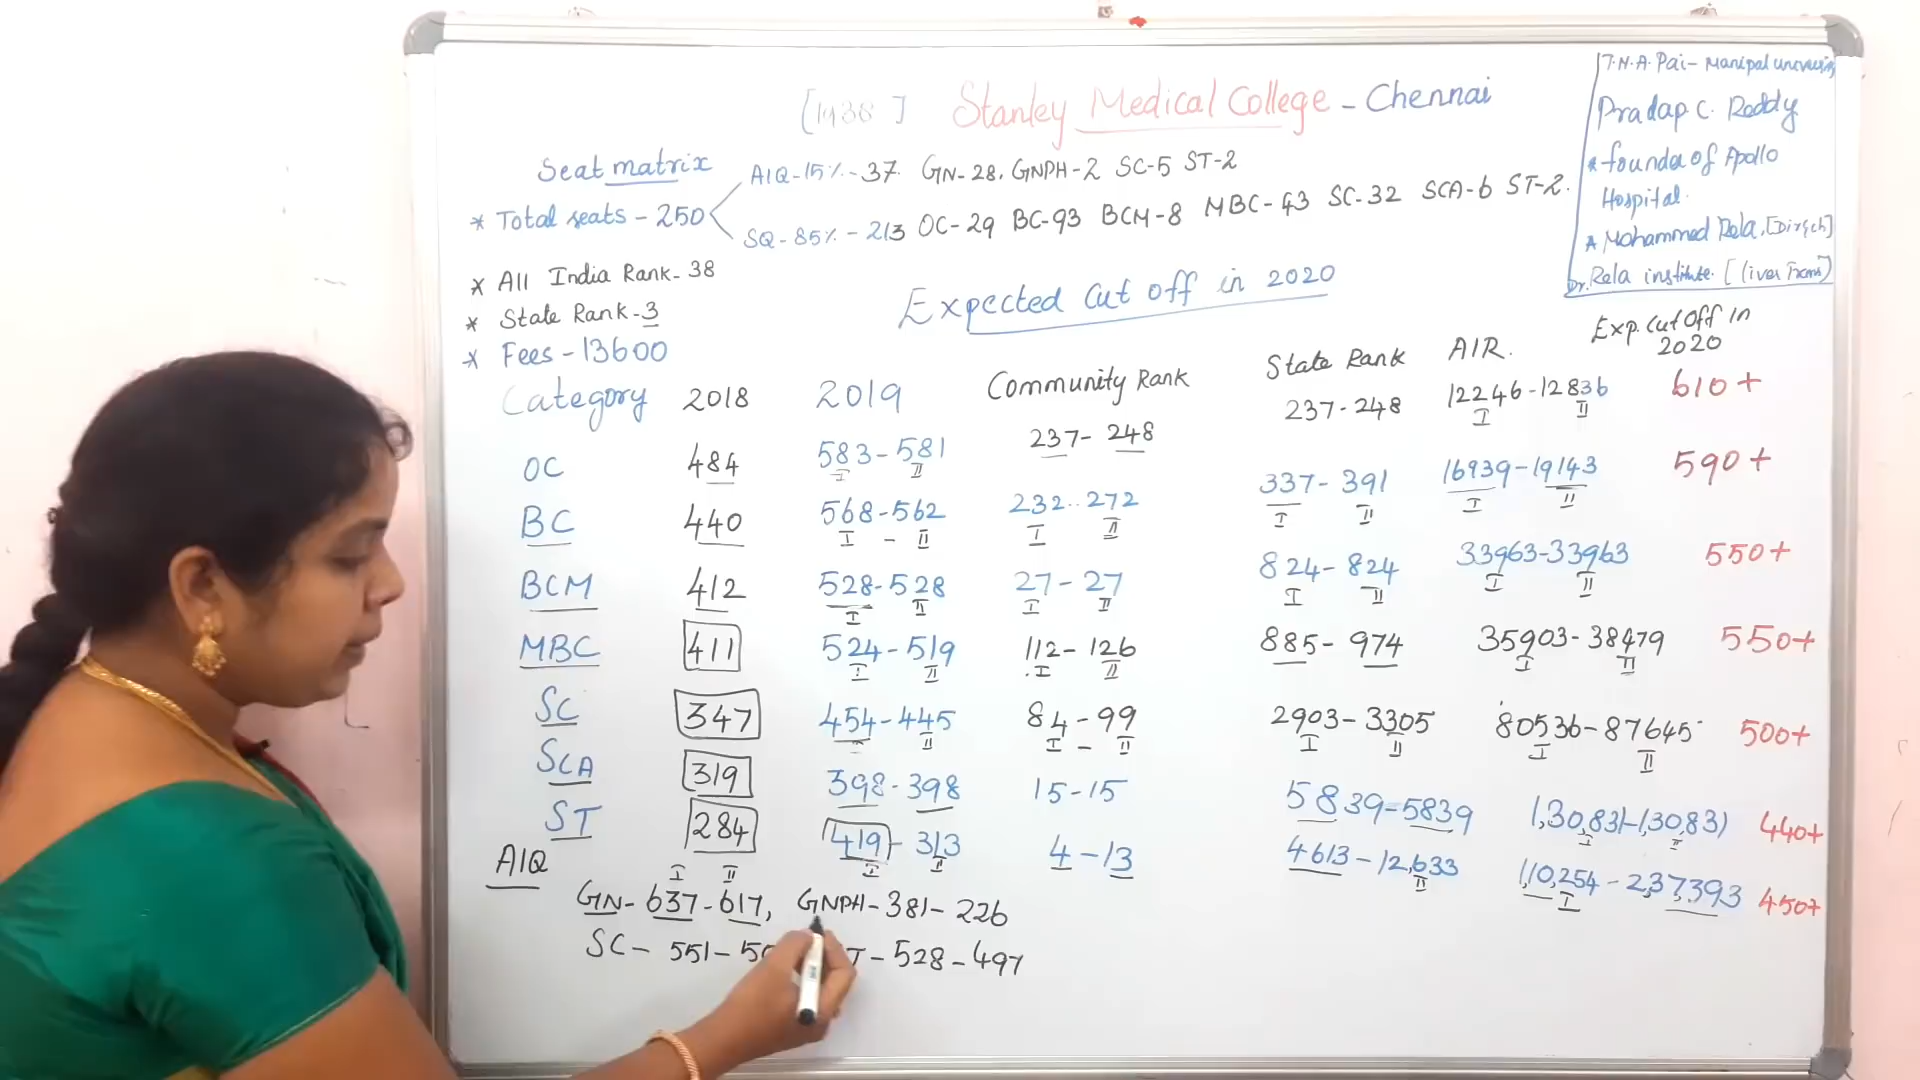 [1938] Stanley Medical College - Chennai
Seat matrix
* Total seats - 250
AIQ - 15% - 37 GN - 28, GNPH - 2 SC - 5 ST - 2
SQ - 85% - 213 OC - 29 BC - 93 BCM - 8 MBC - 43 SC - 32 SCA - 6 ST - 2.
T.N.A. Pai - Manipal
Pradap C. Reddy
* founder of Apollo
Hospital.
* Mohammed Rela,
Dr. Rela institute. [liver
* All India Rank - 38
* State Rank - 3
* Fees - 13600
Expected Cut off in 2020
Category 2018 2019 Community Rank State Rank AIR. Exp. Cut Off in 2020
OC 484 583 - 581 237 - 248 237 - 248 12246 - 12836 610+
I II I II
BC 440 568 - 562 232 .. 272 337 - 391 16939 - 19143 590+
I - II I II I II I II
BCM 412 528 - 528 27 - 27 824 - 824 33963 - 33963 550+
I II I II I II I II
MBC 411 524 - 519 112 - 126 885 - 974 35903 - 38479 550+
I II I II I II
SC 347 454 - 445 84 - 99 2903 - 3305 80536 - 87645 500+
II I - II I II I II
SCA 319 398 - 398 15 - 15 5839 - 5839 1,30,831 - 1,30,831 440+
I II
ST 284 419 - 313 4 - 13 4613 - 12,633 1,10,254 - 2,37,393 450+
I II II I
AIQ I II
GN - 637 - 617, GNPH - 381 - 226
SC - 551 - - 528 - 497